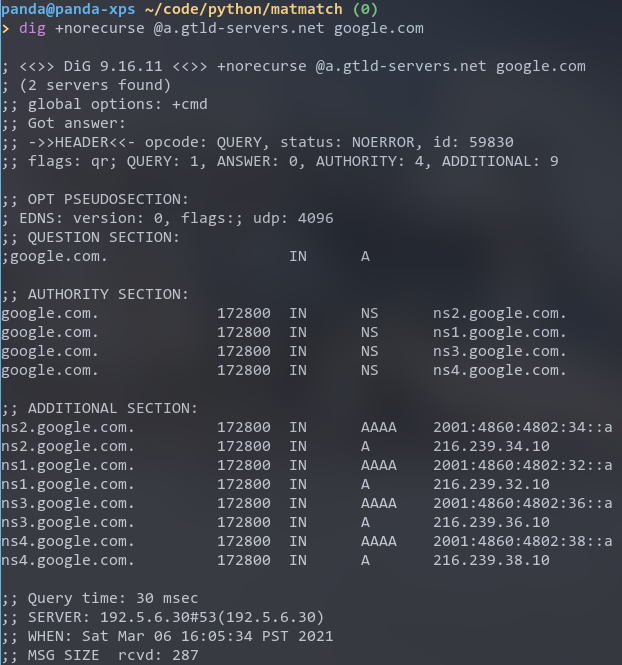 panda@panda-xps ~/code/python/matmatch (0)
> dig +norecurse @a.gtld-servers.net google.com
; <<>> DiG 9.16.11 <<>> +norecurse @a.gtld-servers.net google.com
; (2 servers found)
;; global options: +cmd
;; Got answer:
;; ->>HEADER<<- opcode: QUERY, status: NOERROR, id: 59830
;; flags: qr; QUERY: 1, ANSWER: 0, AUTHORITY: 4, ADDITIONAL: 9
;; OPT PSEUDOSECTION:
; EDNS: version: 0, flags:; udp: 4096
;; QUESTION SECTION:
;google.com. IN A
;; AUTHORITY SECTION:
google.com. 172800 IN NS ns2.google.com.
google.com. 172800 IN NS ns1.google.com.
google.com. 172800 IN NS ns3.google.com.
google.com. 172800 IN NS ns4.google.com.
;; ADDITIONAL SECTION:
ns2.google.com. 172800 IN AAAA 2001:4860:4802:34::a
ns2.google.com. 172800 IN A 216.239.34.10
ns1.google.com. 172800 IN AAAA 2001:4860:4802:32::a
ns1.google.com. 172800 IN A 216.239.32.10
ns3.google.com. 172800 IN AAAA 2001:4860:4802:36::a
ns3.google.com. 172800 IN A 216.239.36.10
ns4.google.com. 172800 IN AAAA 2001:4860:4802:38::a
ns4.google.com. 172800 IN A 216.239.38.10
;; Query time: 30 msec
;; SERVER: 192.5.6.30#53(192.5.6.30)
;; WHEN: Sat Mar 06 16:05:34 PST 2021
;; MSG SIZE rcvd: 287